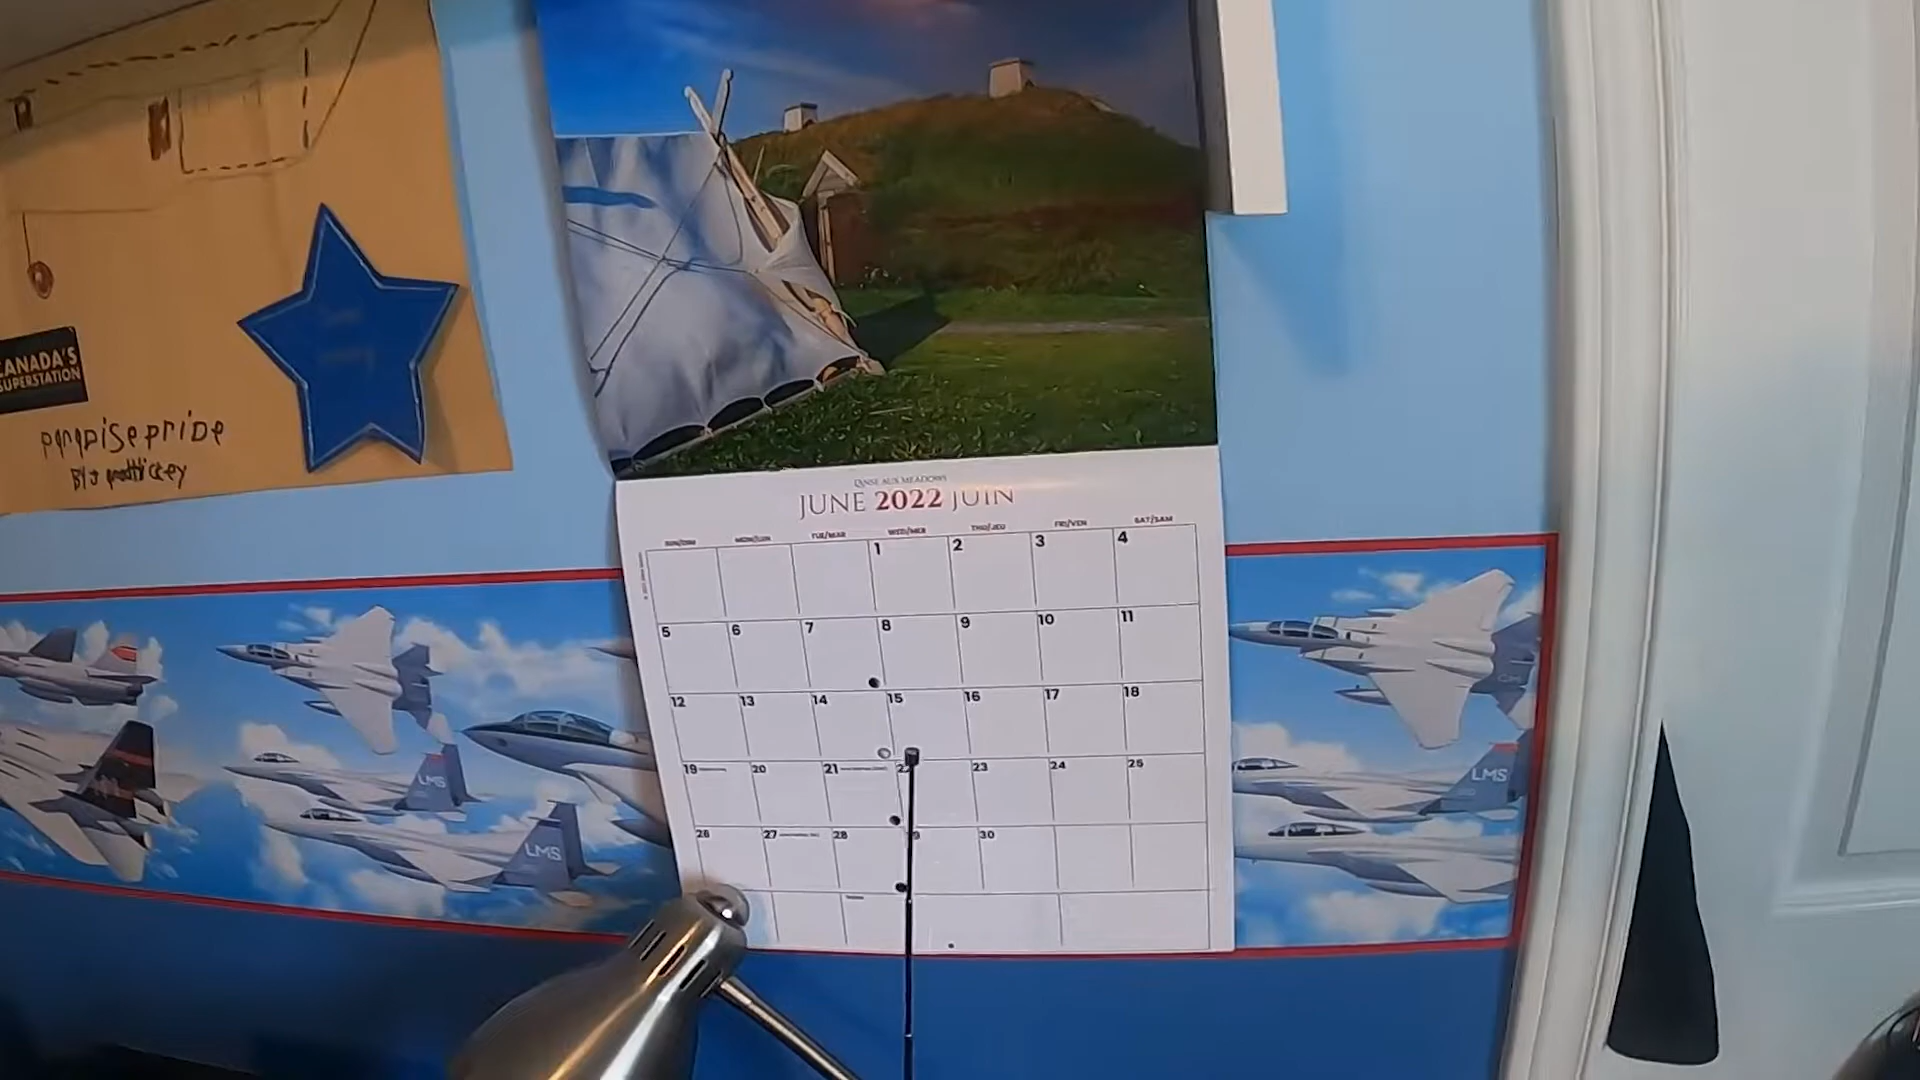 CANADA'S
SUPERSTATION
L'ANSE AUX MEADOWS
JUNE 2022 JUIN
SUN/DIM MON/LUN TUE/MAR WED/MER THU/JEU FRI/VEN SAT/SAM
1 2 3 4
5 6 7 8 9 10 11
12 13 14 15 16 17 18
19 20 21 22 23 24 25
26 27 28 29 30
LMS
LMS
LMS